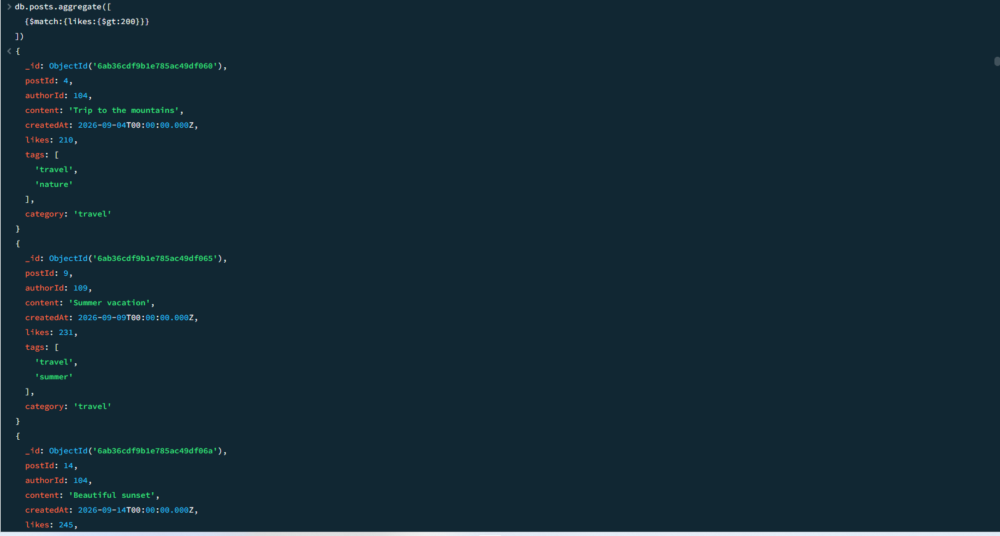 > db.posts.aggregate([
{$match:{likes:{$gt:200}}}
])
< {
_id: ObjectId('6ab36cdf9b1e785ac49df060'),
postId: 4,
authorId: 104,
content: 'Trip to the mountains',
createdAt: 2026-09-04T00:00:00.000Z,
likes: 210,
tags: [
'travel',
'nature'
],
category: 'travel'
}
{
_id: ObjectId('6ab36cdf9b1e785ac49df065'),
postId: 9,
authorId: 109,
content: 'Summer vacation',
createdAt: 2026-09-09T00:00:00.000Z,
likes: 231,
tags: [
'travel',
'summer'
],
category: 'travel'
}
{
_id: ObjectId('6ab36cdf9b1e785ac49df06a'),
postId: 14,
authorId: 104,
content: 'Beautiful sunset',
createdAt: 2026-09-14T00:00:00.000Z,
likes: 245,